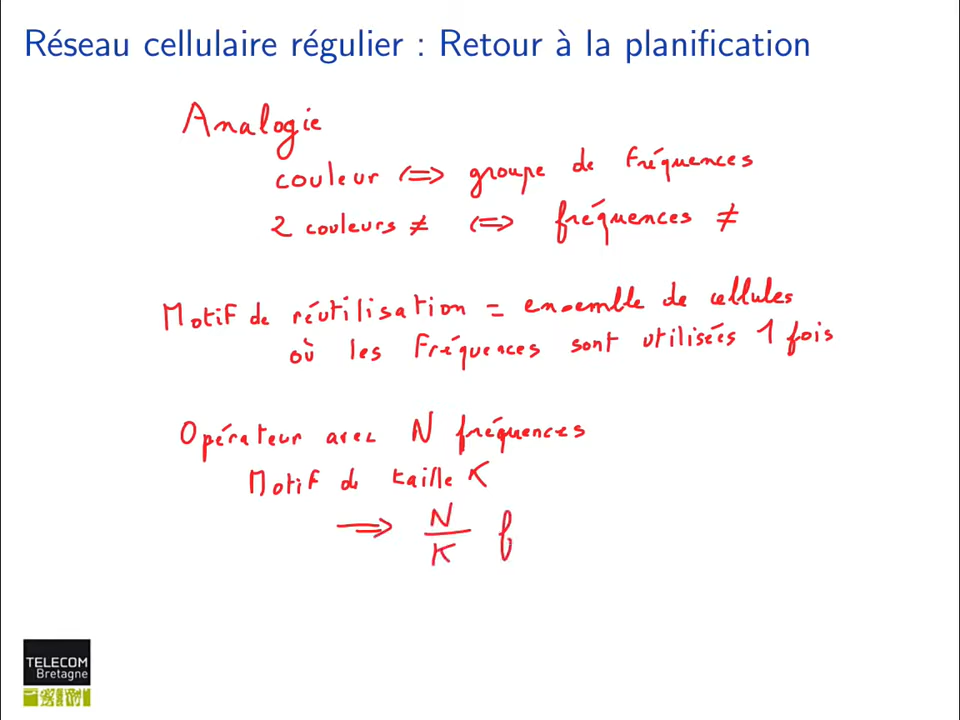 Réseau cellulaire régulier : Retour à la planification
Analogie
couleur <=> groupe de fréquences
2 couleurs ≠ <=> fréquences ≠
Motif de réutilisation = ensemble de cellules
où les fréquences sont utilisées 1 fois
Opérateur avec N fréquences
Motif de taille K
=> N/K f
TELECOM
Bretagne